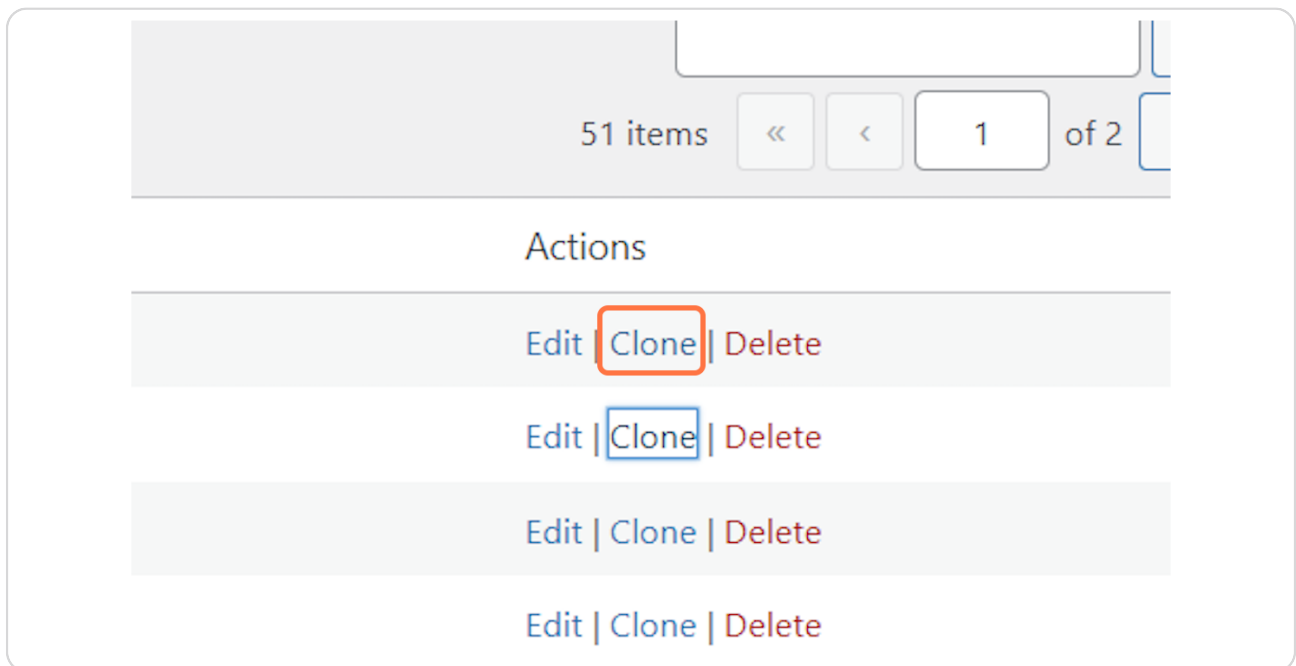 51 items « ‹ 1 of 2
Actions
Edit | Clone | Delete
Edit | Clone | Delete
Edit | Clone | Delete
Edit | Clone | Delete